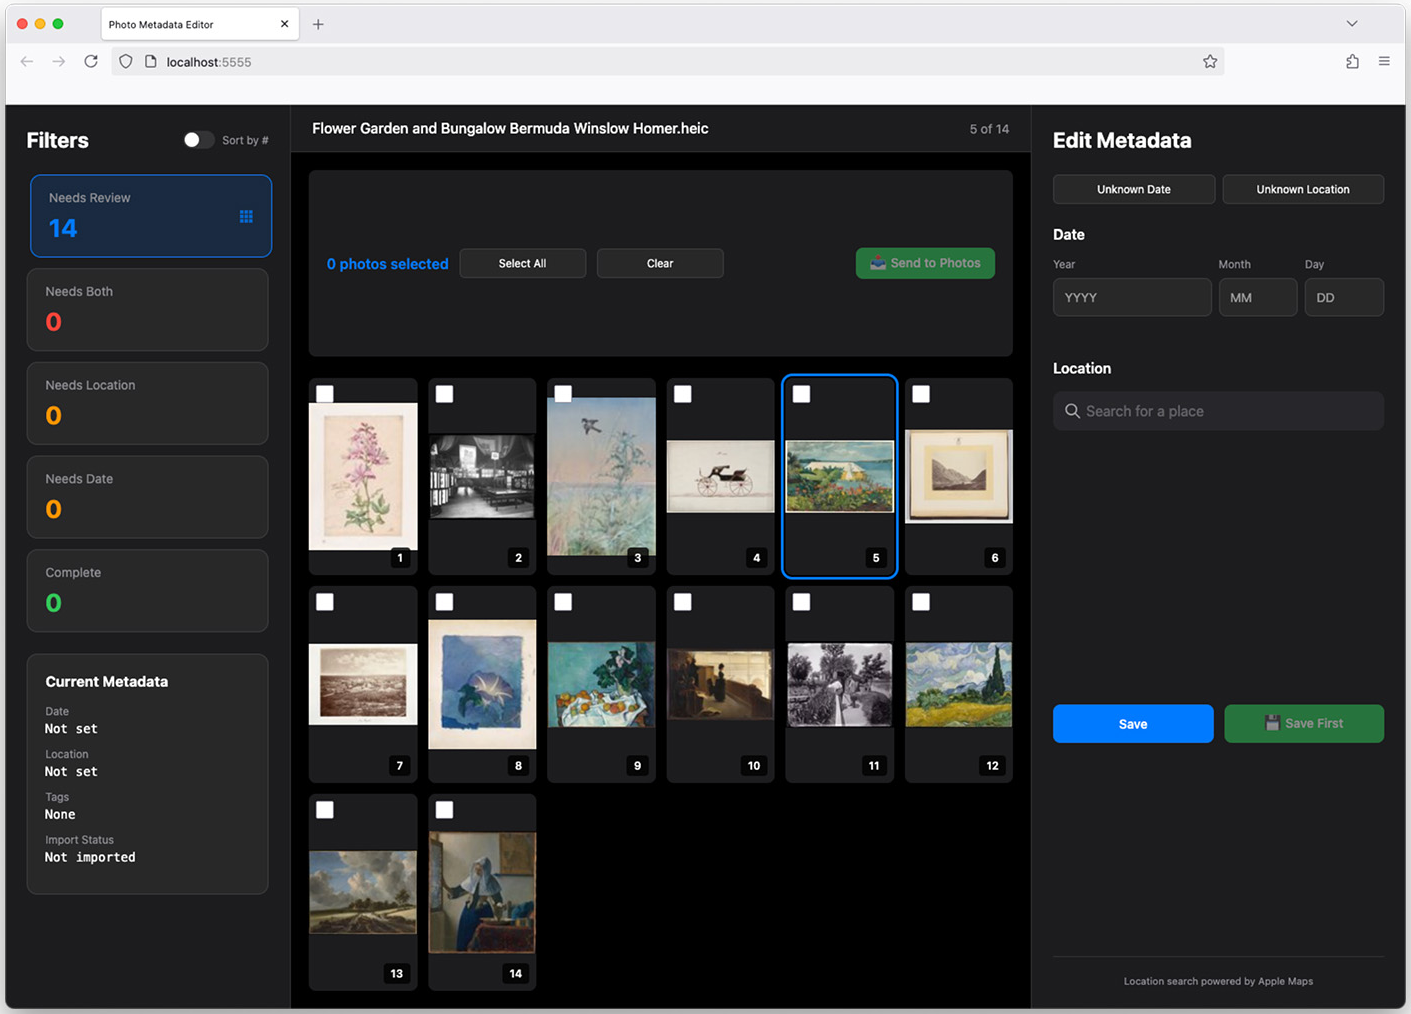 Photo Metadata Editor
localhost:5555
Filters
Sort by #
Needs Review
14
Needs Both
0
Needs Location
0
Needs Date
0
Complete
0
Current Metadata
Date
Not set
Location
Not set
Tags
None
Import Status
Not imported
Flower Garden and Bungalow Bermuda Winslow Homer.heic
5 of 14
0 photos selected
Select All
Clear
Send to Photos
1
2
3
4
5
6
7
8
9
10
11
12
13
14
Edit Metadata
Unknown Date
Unknown Location
Date
Year
Month
Day
YYYY
MM
DD
Location
Search for a place
Save
Save First
Location search powered by Apple Maps